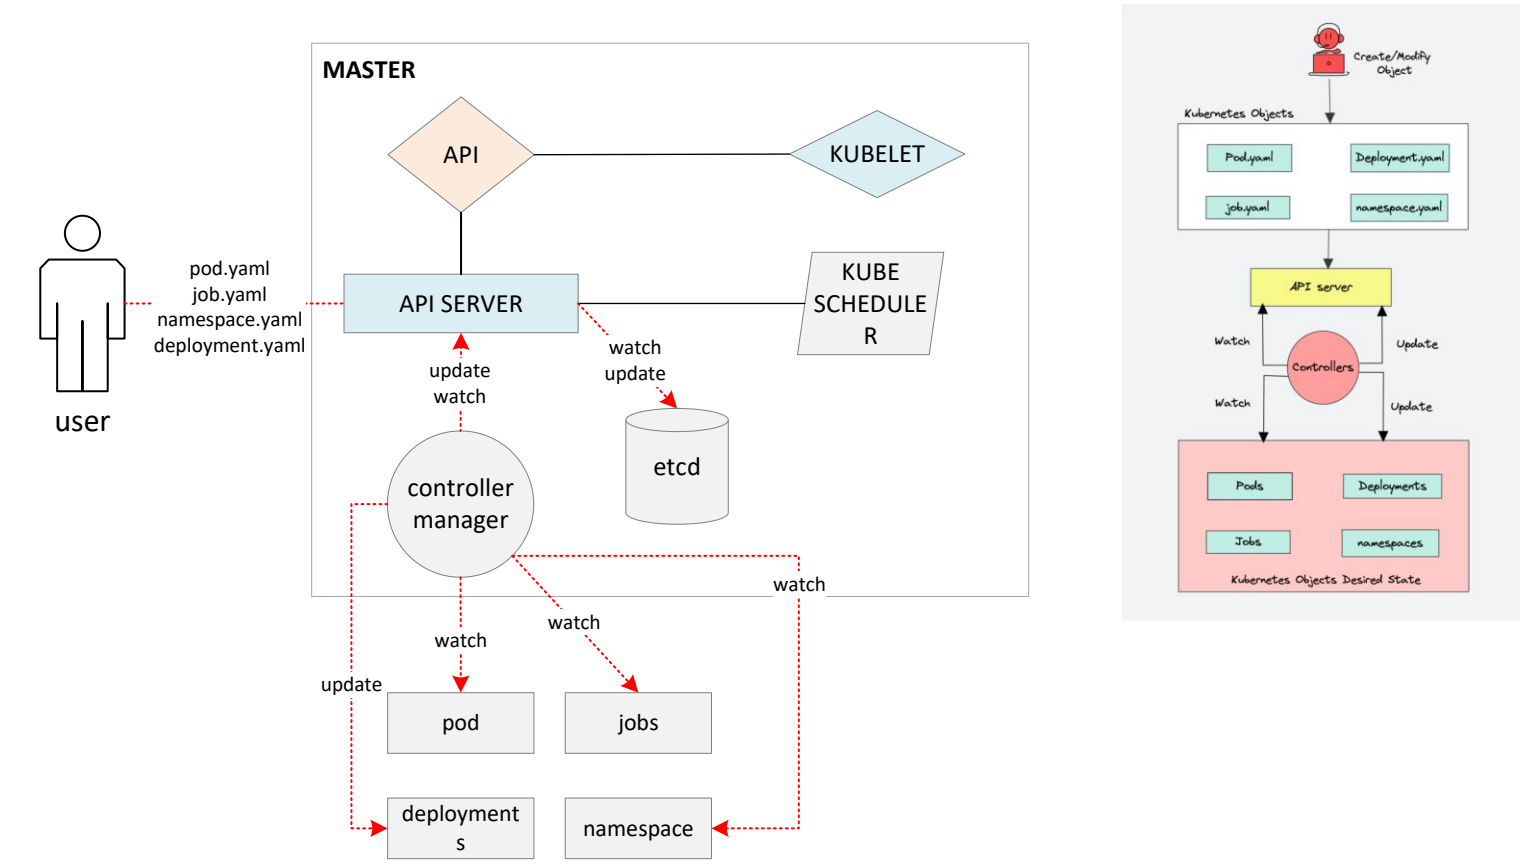 MASTER
API
KUBELET
pod.yaml
job.yaml
namespace.yaml
deployment.yaml
user
API SERVER
KUBE
SCHEDULE
R
update
watch
watch
update
etcd
controller
manager
watch
watch
watch
update
pod
jobs
deployment
s
namespace
Create/Modify
Object
Kubernetes Objects
Pod.yaml
Deployment.yaml
job.yaml
namespace.yaml
API server
Watch
Update
Controllers
Watch
Update
Pods
Deployments
Jobs
namespaces
Kubernetes Objects Desired State